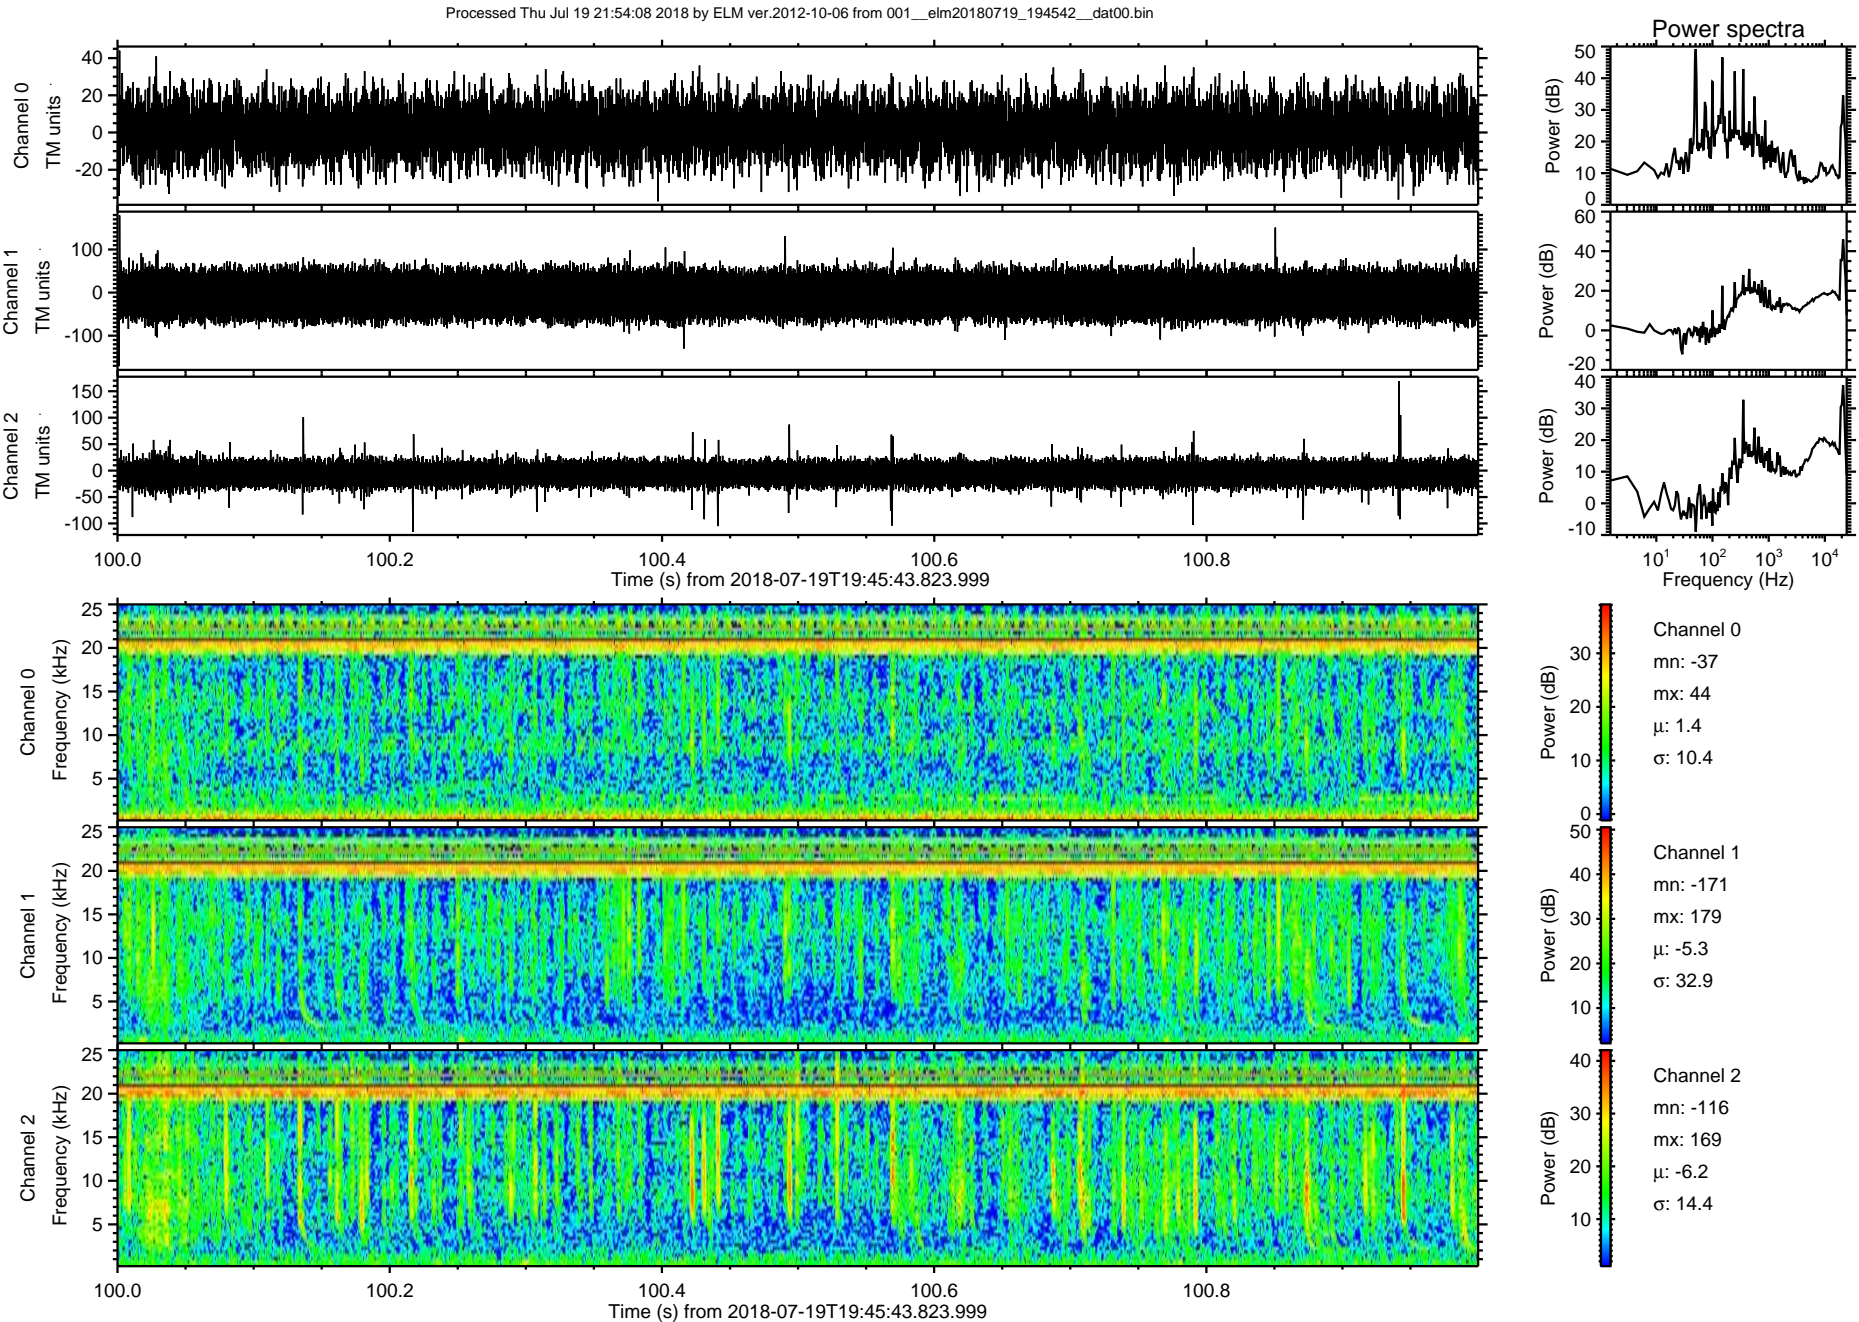 Processed Thu Jul 19 21:54:08 2018 by ELM ver.2012-10-06 from 001__elm20180719_194542__dat00.bin
Power spectra
Channel 0
TM units
40
20
0
-20
Power (dB)
50
40
30
20
10
0
Channel 1
TM units
100
0
-100
Power (dB)
60
40
20
0
-20
Channel 2
TM units
150
100
50
0
-50
-100
Power (dB)
40
30
20
10
0
-10
100.0 100.2 100.4 100.6 100.8
Time (s) from 2018-07-19T19:45:43.823.999
10^1 10^2 10^3 10^4
Frequency (Hz)
Channel 0
Frequency (kHz)
25
20
15
10
5
Power (dB)
30
20
10
0
Channel 0
mn: -37
mx: 44
μ: 1.4
σ: 10.4
Channel 1
Frequency (kHz)
25
20
15
10
5
Power (dB)
50
40
30
20
10
Channel 1
mn: -171
mx: 179
μ: -5.3
σ: 32.9
Channel 2
Frequency (kHz)
25
20
15
10
5
Power (dB)
40
30
20
10
Channel 2
mn: -116
mx: 169
μ: -6.2
σ: 14.4
100.0 100.2 100.4 100.6 100.8
Time (s) from 2018-07-19T19:45:43.823.999